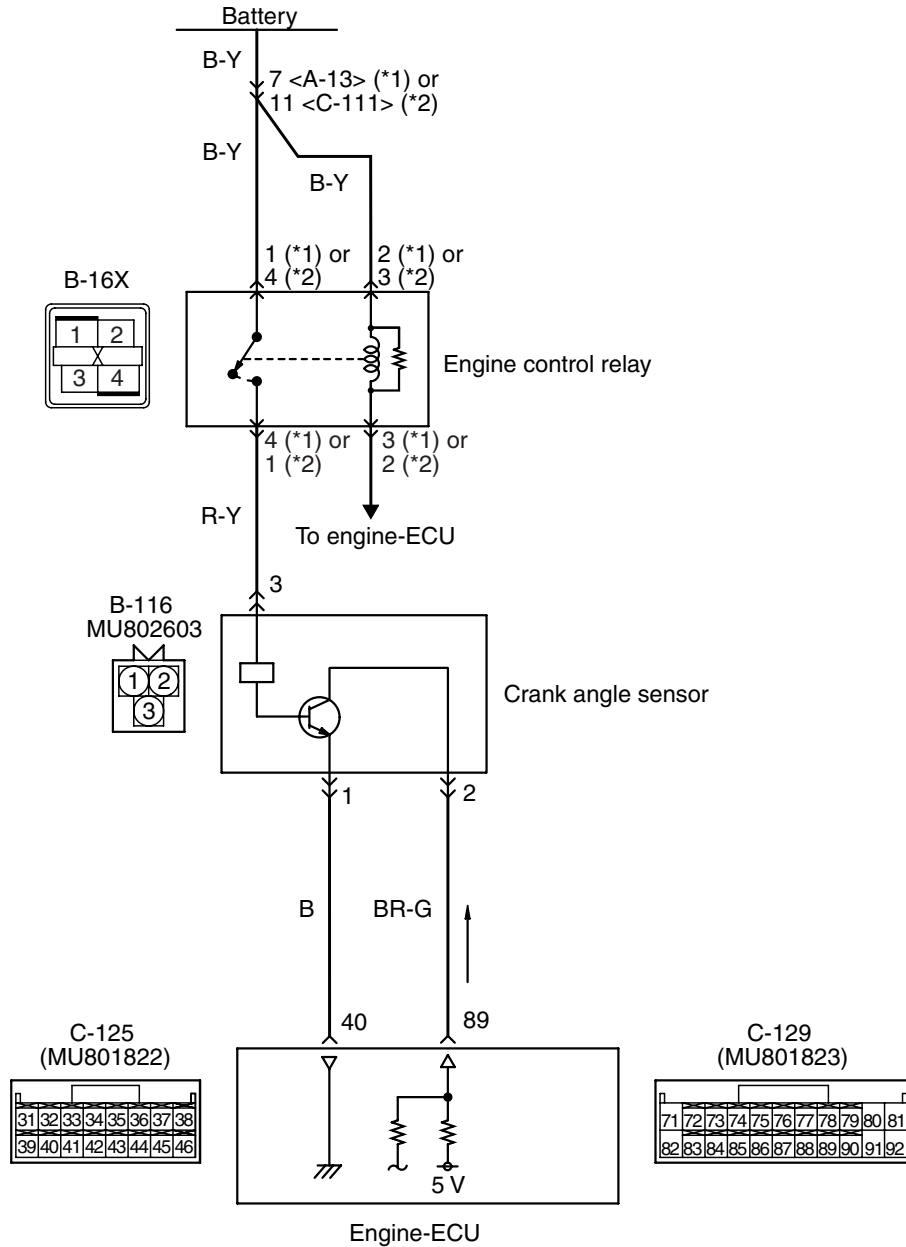 Battery
B-Y
7 <A-13> (*1) or
11 <C-111> (*2)
B-Y
B-Y
1 (*1) or
4 (*2)
2 (*1) or
3 (*2)
B-16X
1 2
3 4
Engine control relay
4 (*1) or
1 (*2)
3 (*1) or
2 (*2)
R-Y
To engine-ECU
3
B-116
MU802603
1 2
3
Crank angle sensor
1
2
B
BR-G
40
89
C-125
(MU801822)
31 32 33 34 35 36 37 38
39 40 41 42 43 44 45 46
C-129
(MU801823)
71 72 73 74 75 76 77 78 79 80 81
82 83 84 85 86 87 88 89 90 91 92
5 V
Engine-ECU